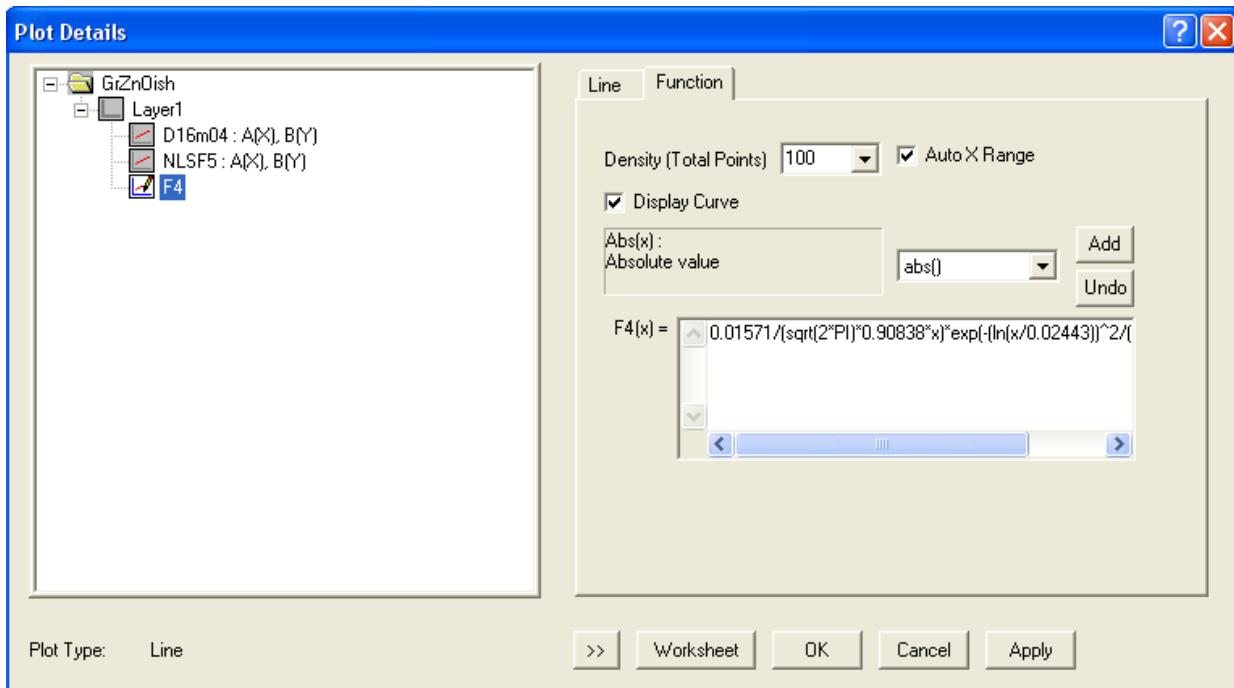 Plot Details
GrZnOish
Layer1
D16m04 : A(X), B(Y)
NLSF5 : A(X), B(Y)
F4
Line Function
Density (Total Points) 100 Auto X Range
Display Curve
Abs(x) :
Absolute value
abs()
Add
Undo
F4(x) = 0.01571/(sqrt(2*PI)*0.90838*x)*exp(-(ln(x/0.02443))^2/(
Plot Type: Line
>> Worksheet OK Cancel Apply